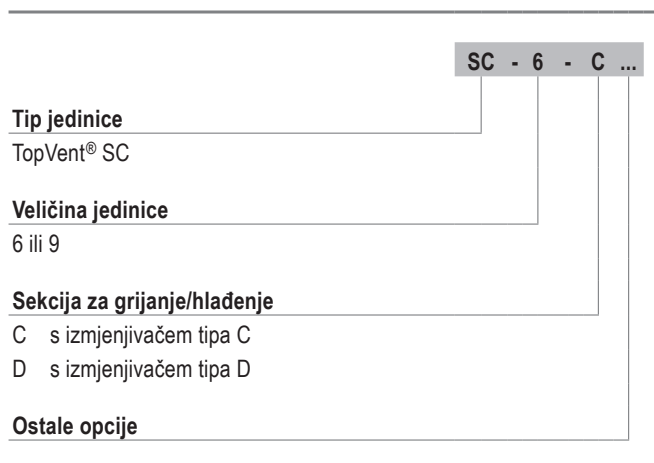 SC - 6 - C ...
Tip jedinice
TopVent® SC
Veličina jedinice
6 ili 9
Sekcija za grijanje/hlađenje
C s izmjenjivačem tipa C
D s izmjenjivačem tipa D
Ostale opcije